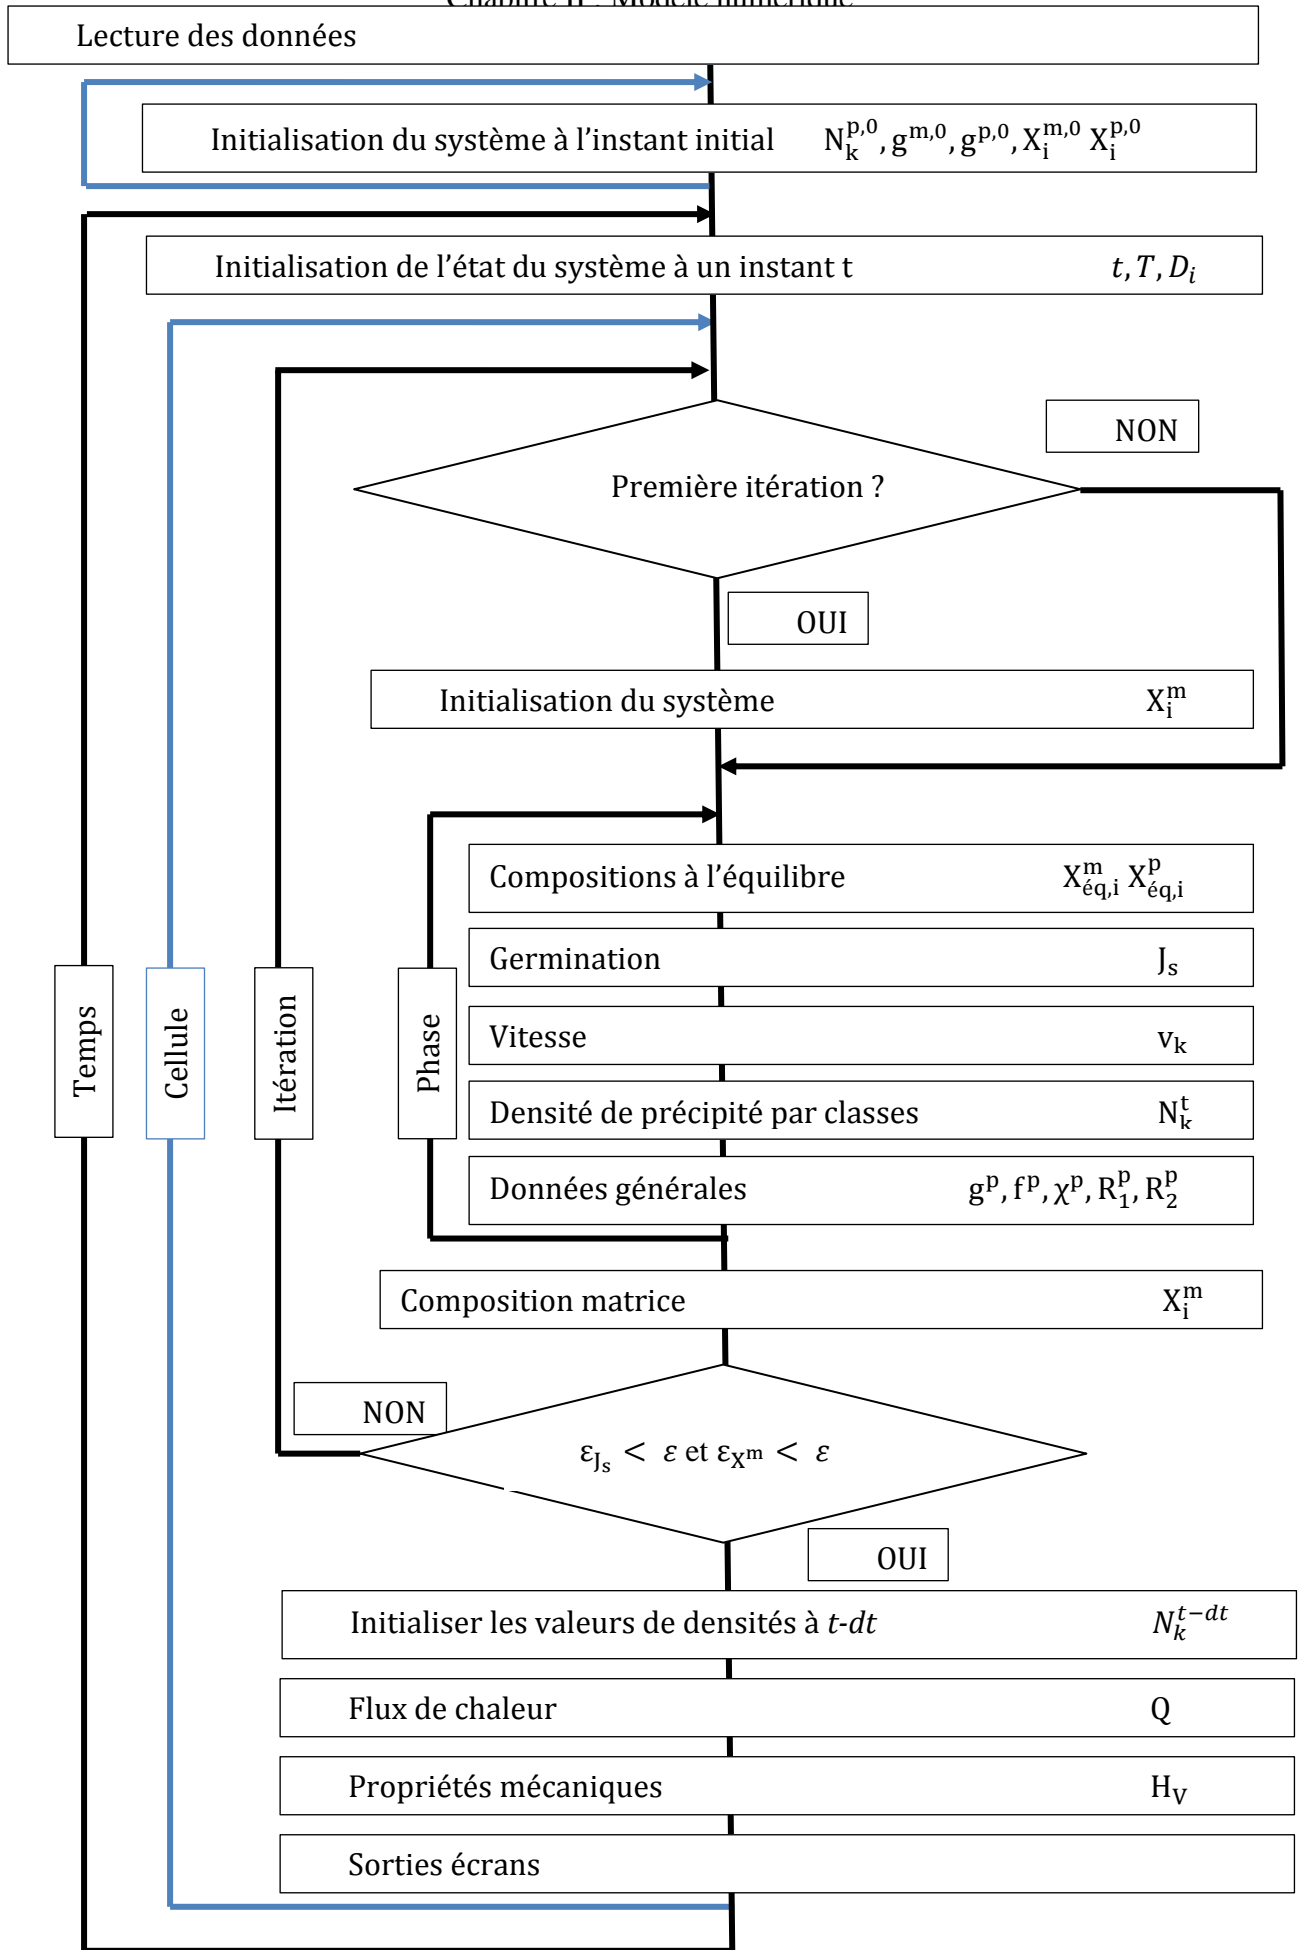 Chapitre II : Modèle numérique
Lecture des données
Initialisation du système à l’instant initial N_k^{p,0}, g^{m,0}, g^{p,0}, X_i^{m,0} X_i^{p,0}
Initialisation de l’état du système à un instant t t, T, D_i
NON
Première itération ?
OUI
Initialisation du système X_i^m
Compositions à l’équilibre X_{éq,i}^m X_{éq,i}^p
Germination J_s
Vitesse v_k
Densité de précipité par classes N_k^t
Données générales g^p, f^p, χ^p, R_1^p, R_2^p
Temps
Cellule
Itération
Phase
Composition matrice X_i^m
NON
ε_{J_s} < ε et ε_{X^m} < ε
OUI
Initialiser les valeurs de densités à t-dt N_k^{t−dt}
Flux de chaleur Q
Propriétés mécaniques H_V
Sorties écrans